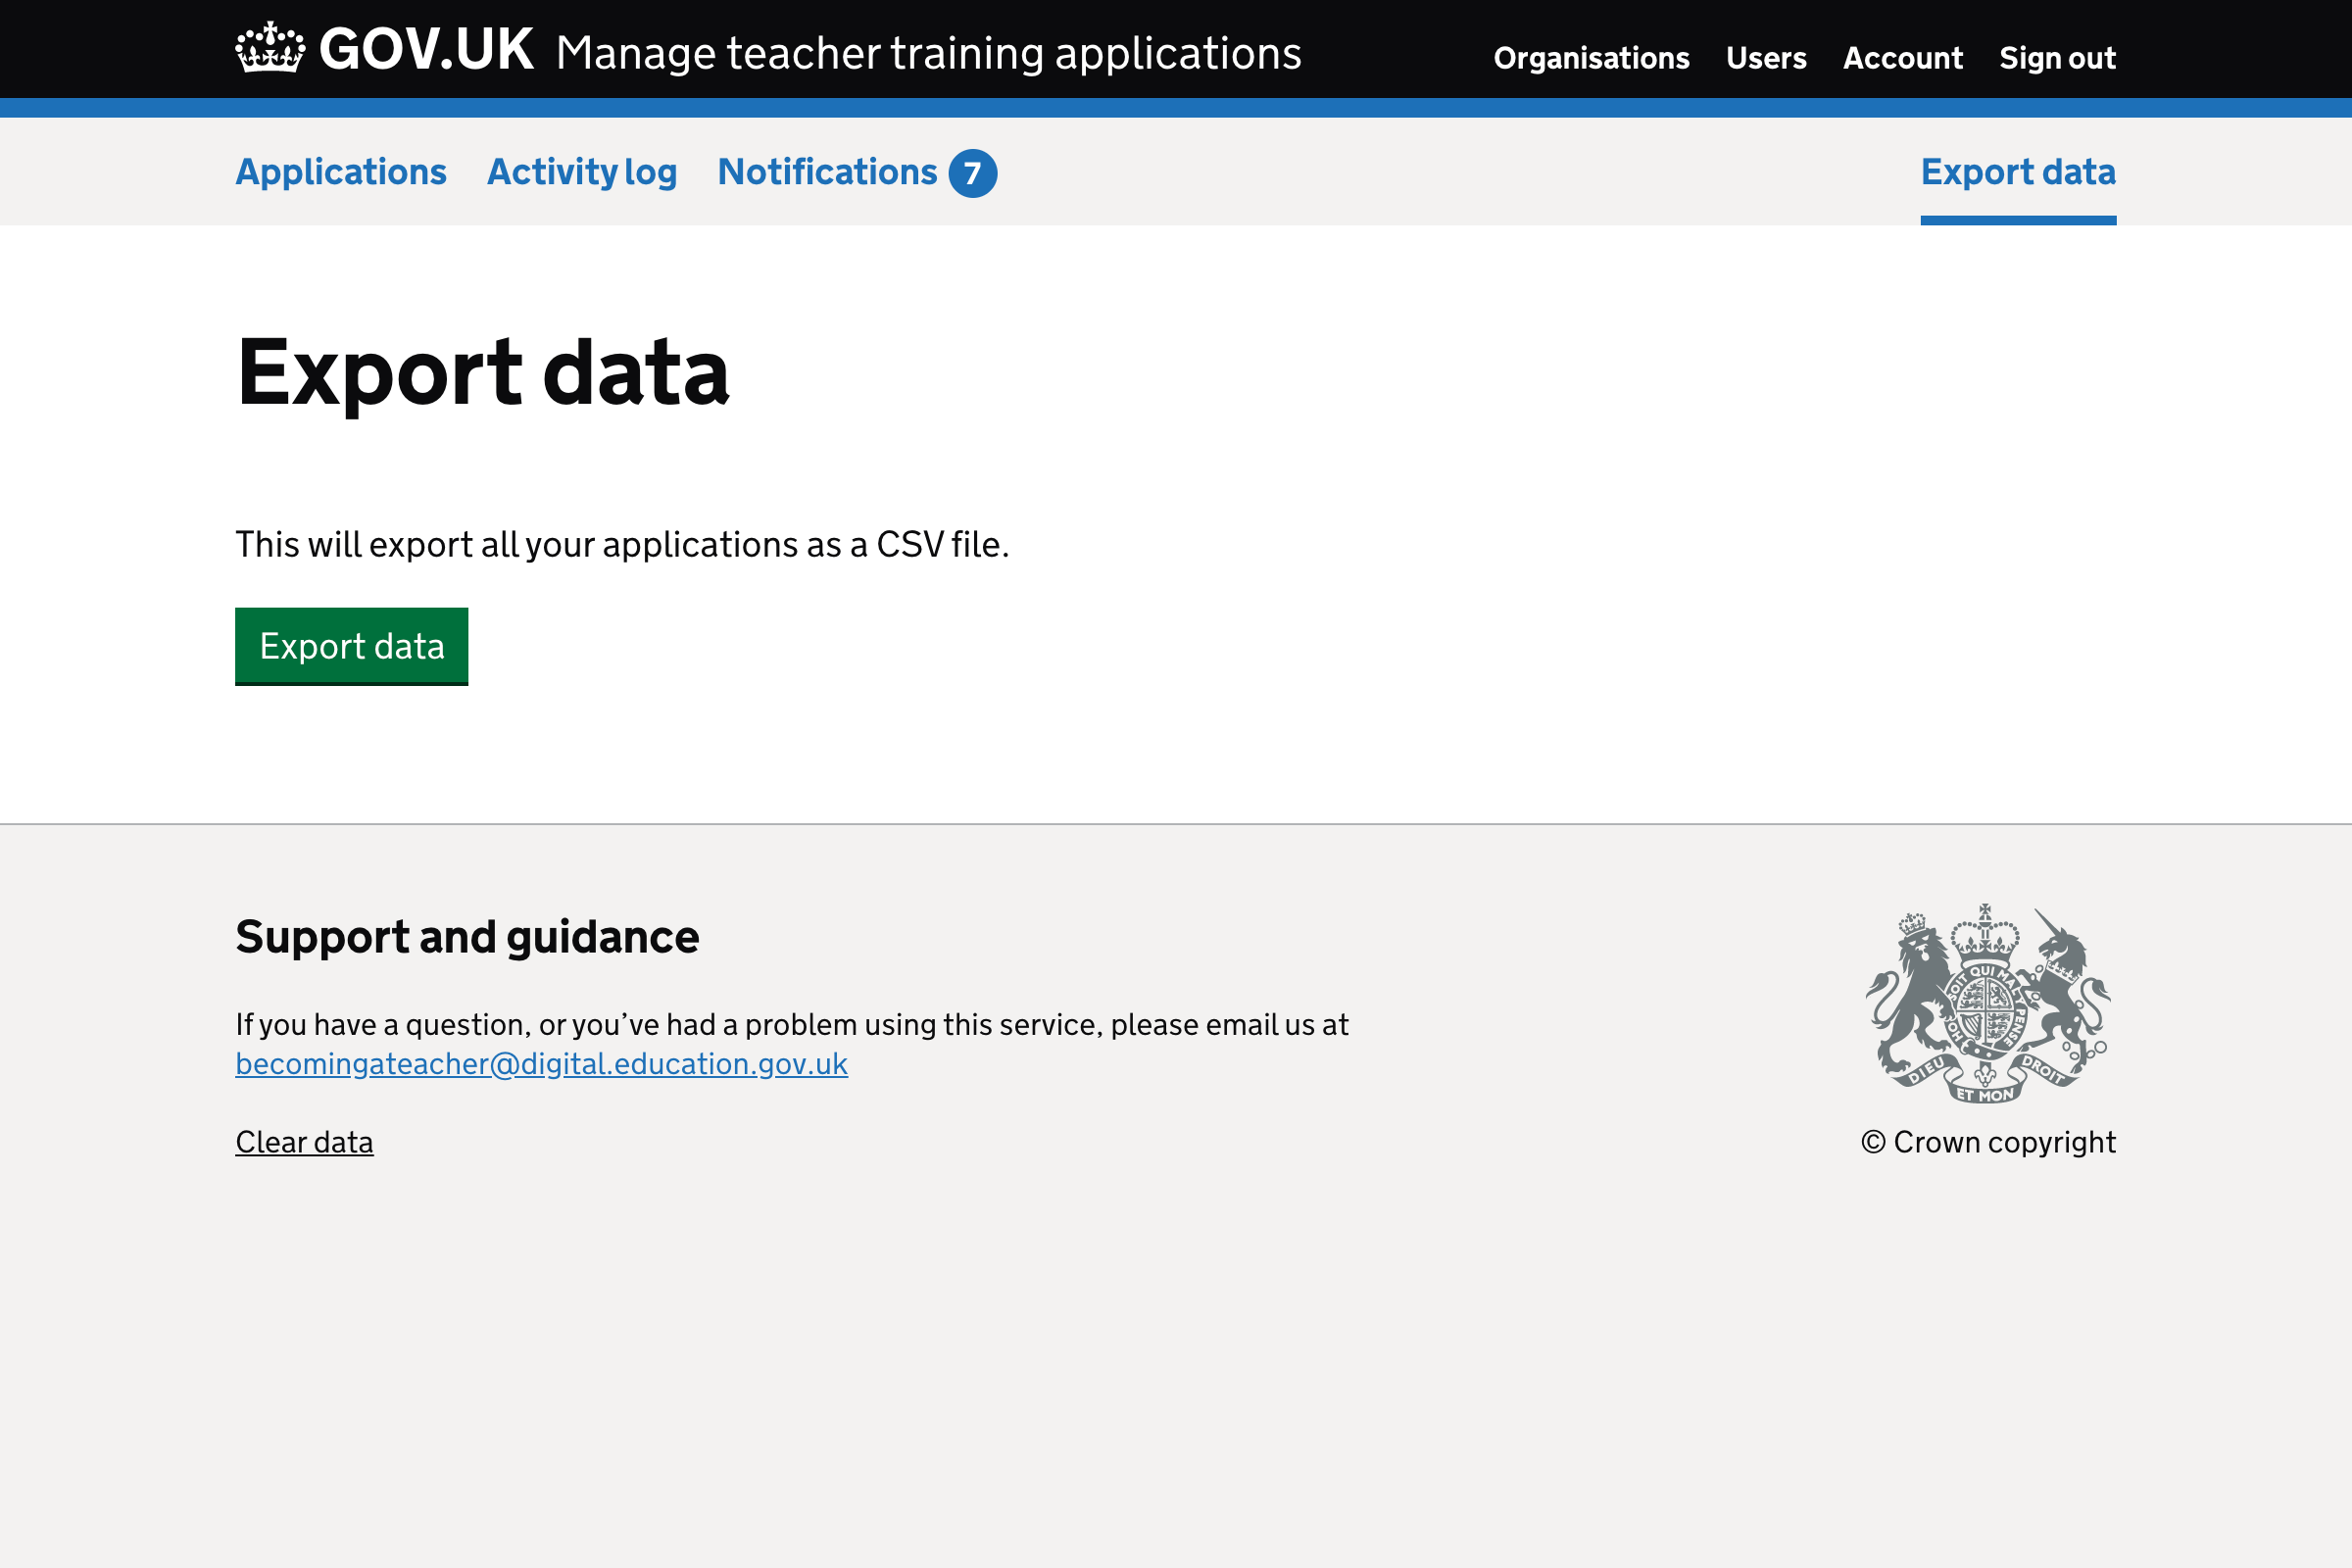 GOV.UK Manage teacher training applications Organisations Users Account Sign out
Applications Activity log Notifications 7 Export data
Export data
This will export all your applications as a CSV file.
Export data
Support and guidance
If you have a question, or you’ve had a problem using this service, please email us at
becomingateacher@digital.education.gov.uk
SOIT QUI MAL
PENSE
HON
DIEU ET MON DROIT
Clear data
© Crown copyright